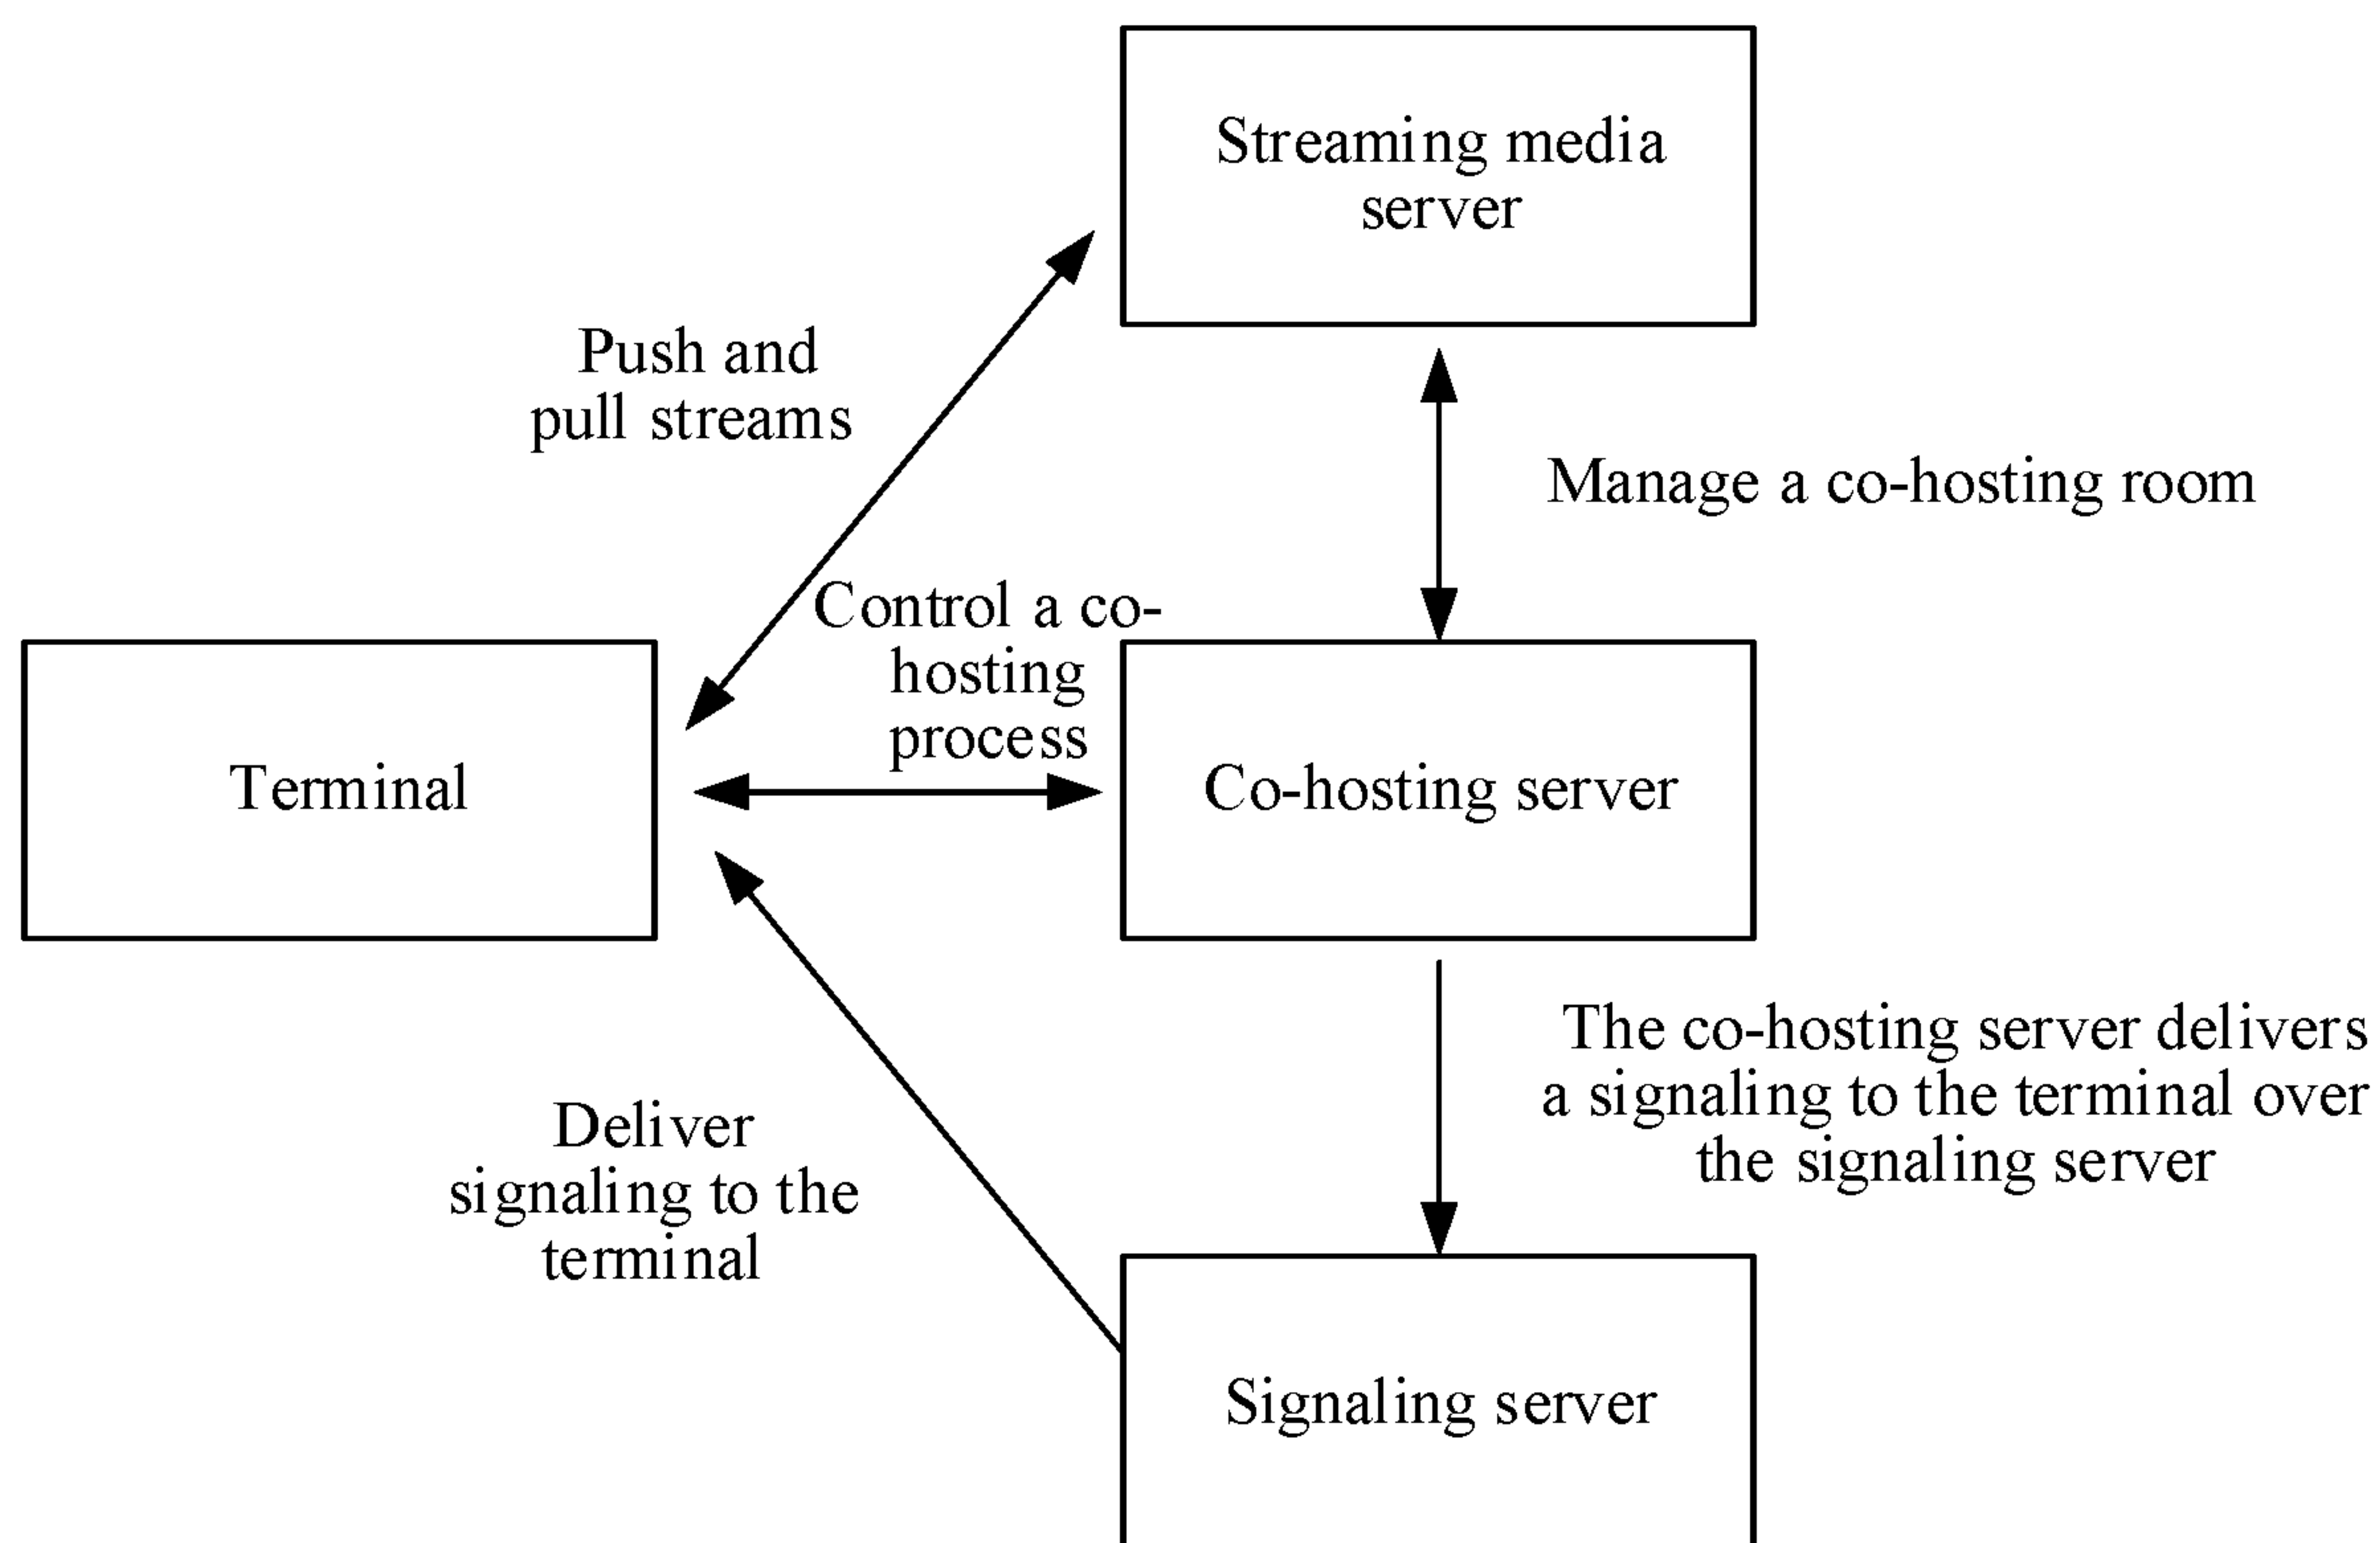 Streaming media
server
Push and
pull streams
Manage a co-hosting room
Control a co-
hosting
process
Terminal
Co-hosting server
The co-hosting server delivers
a signaling to the terminal over
the signaling server
Deliver
signaling to the
terminal
Signaling server